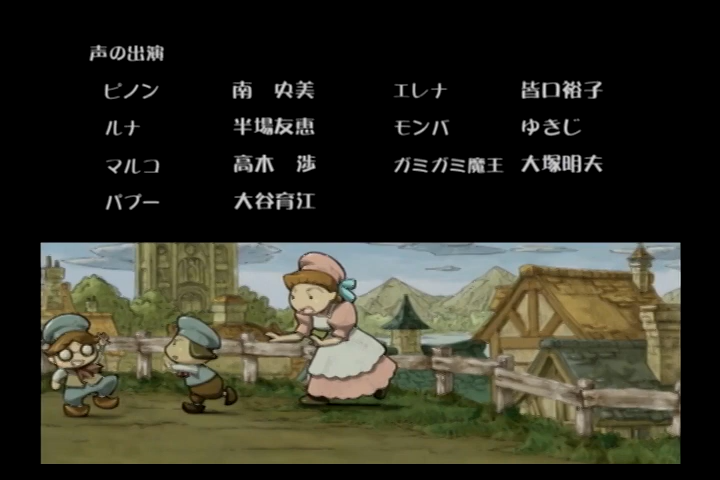 声の出演
ピノン 南 央美 エレナ 皆口裕子
ルナ 半場友恵 モンバ ゆきじ
マルコ 高木 渉 ガミガミ魔王 大塚明夫
パプー 大谷育江